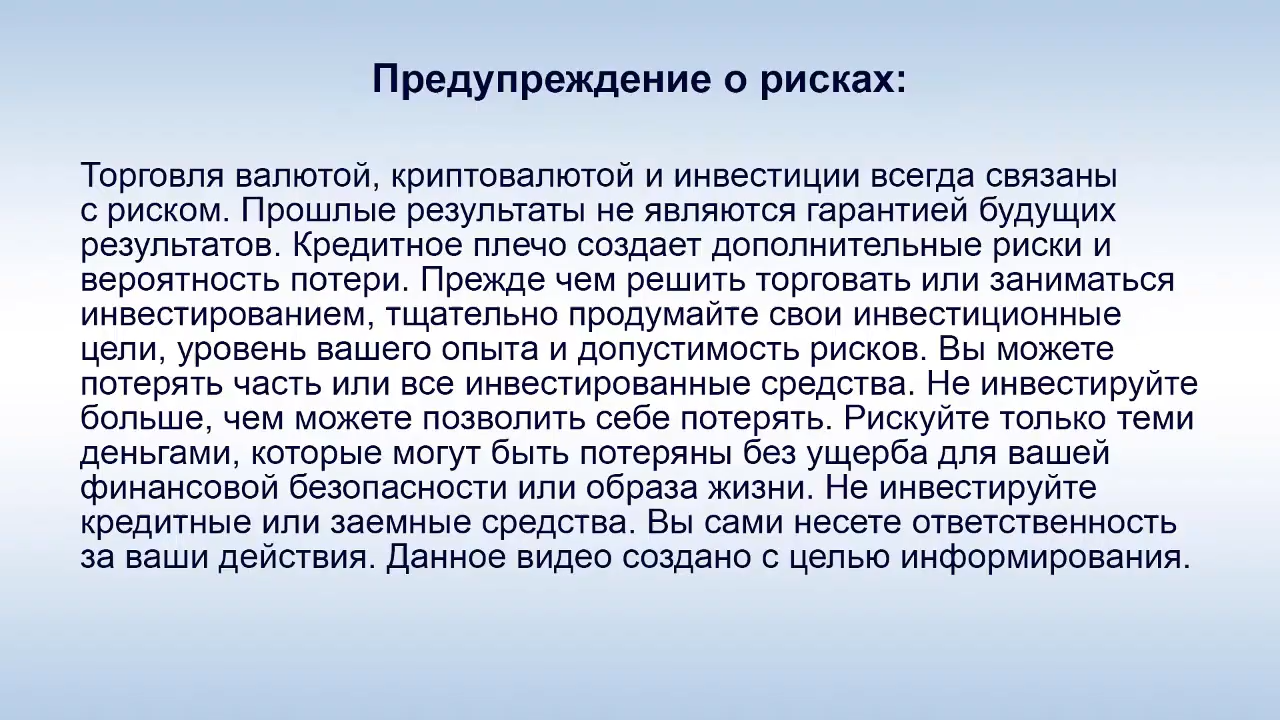 Предупреждение о рисках:
Торговля валютой, криптовалютой и инвестиции всегда связаны
с риском. Прошлые результаты не являются гарантией будущих
результатов. Кредитное плечо создает дополнительные риски и
вероятность потери. Прежде чем решить торговать или заниматься
инвестированием, тщательно продумайте свои инвестиционные
цели, уровень вашего опыта и допустимость рисков. Вы можете
потерять часть или все инвестированные средства. Не инвестируйте
больше, чем можете позволить себе потерять. Рискуйте только теми
деньгами, которые могут быть потеряны без ущерба для вашей
финансовой безопасности или образа жизни. Не инвестируйте
кредитные или заемные средства. Вы сами несете ответственность
за ваши действия. Данное видео создано с целью информирования.